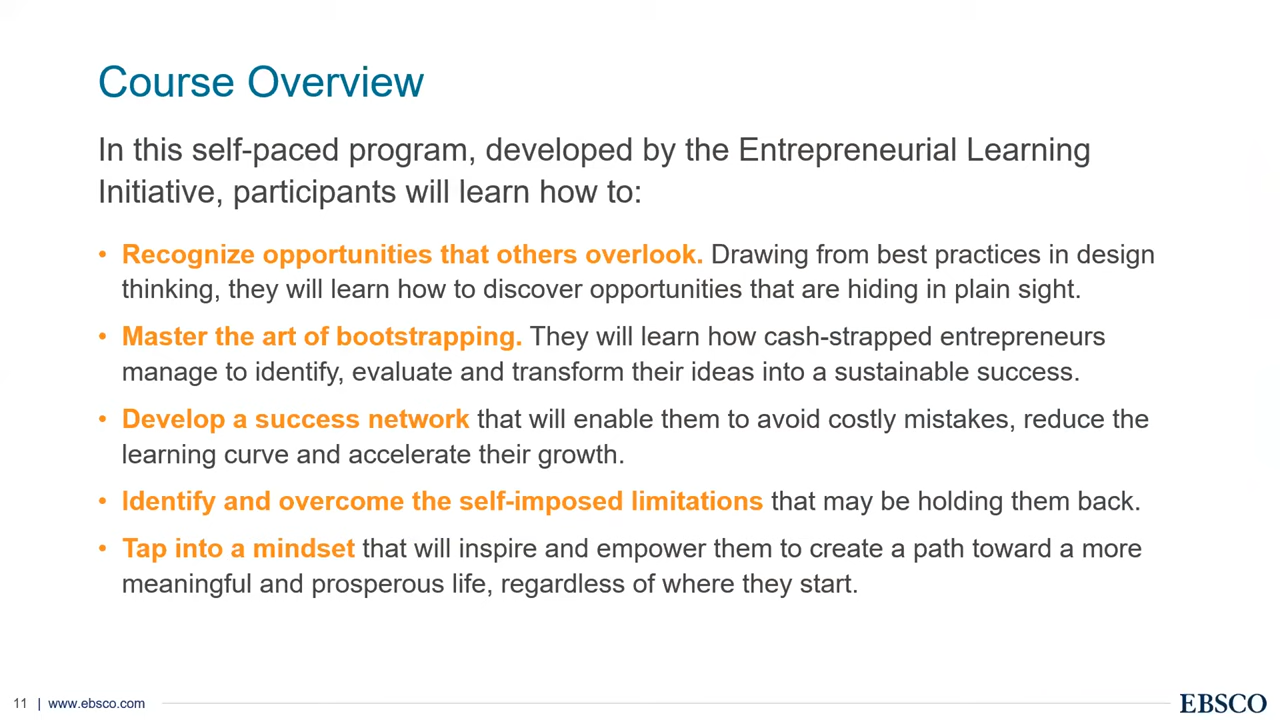 Course Overview
In this self-paced program, developed by the Entrepreneurial Learning
Initiative, participants will learn how to:
• Recognize opportunities that others overlook. Drawing from best practices in design
thinking, they will learn how to discover opportunities that are hiding in plain sight.
• Master the art of bootstrapping. They will learn how cash-strapped entrepreneurs
manage to identify, evaluate and transform their ideas into a sustainable success.
• Develop a success network that will enable them to avoid costly mistakes, reduce the
learning curve and accelerate their growth.
• Identify and overcome the self-imposed limitations that may be holding them back.
• Tap into a mindset that will inspire and empower them to create a path toward a more
meaningful and prosperous life, regardless of where they start.
11 | www.ebsco.com
EBSCO